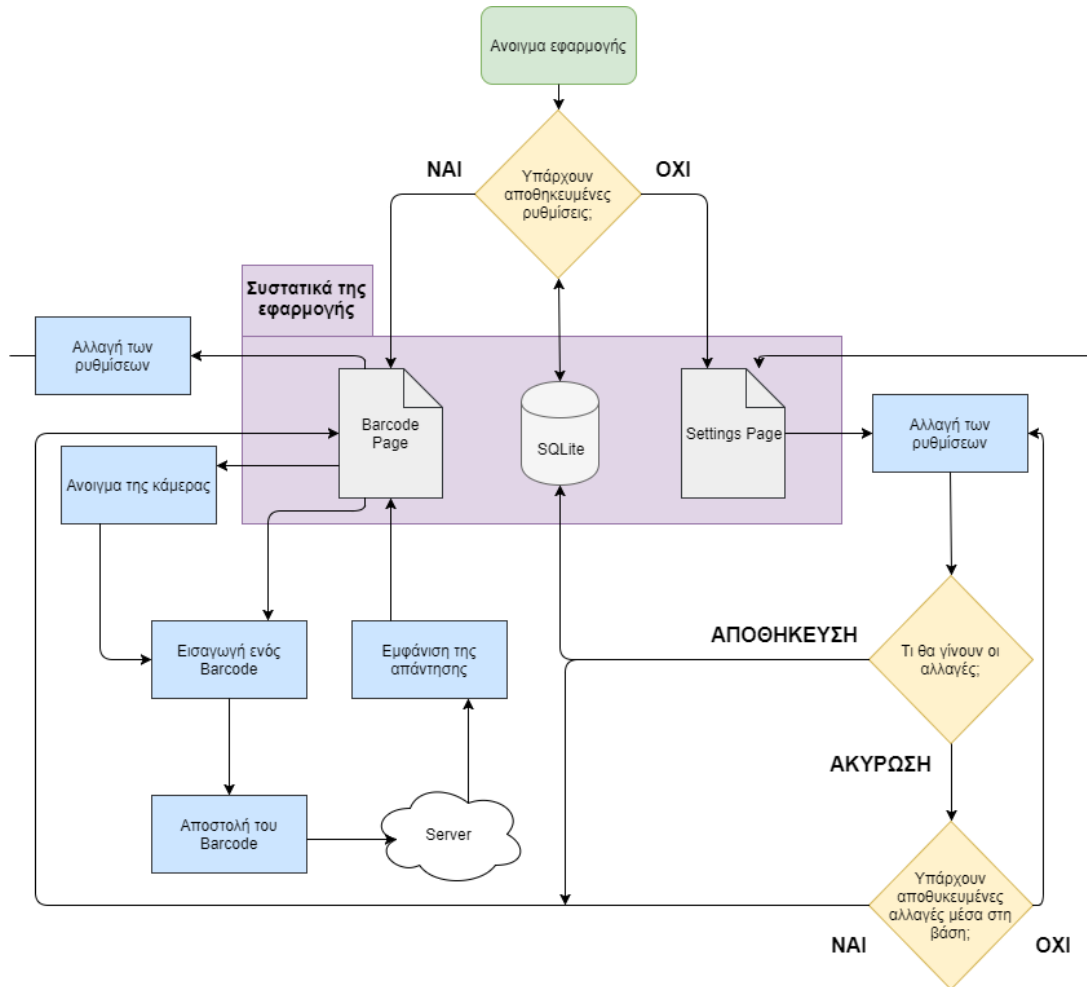 Ανοιγμα εφαρμογής
ΝΑΙ
ΟΧΙ
Υπάρχουν
αποθηκευμένες
ρυθμίσεις;
Συστατικά της
εφαρμογής
Αλλαγή των
ρυθμίσεων
Barcode
Page
SQLite
Settings Page
Αλλαγή των
ρυθμίσεων
Ανοιγμα της κάμερας
ΑΠΟΘΗΚΕΥΣΗ
Εισαγωγή ενός
Barcode
Εμφάνιση της
απάντησης
Τι θα γίνουν οι
αλλαγές;
ΑΚΥΡΩΣΗ
Αποστολή του
Barcode
Server
Υπάρχουν
αποθυκευμένες
αλλαγές μέσα στη
βάση;
ΝΑΙ
ΟΧΙ